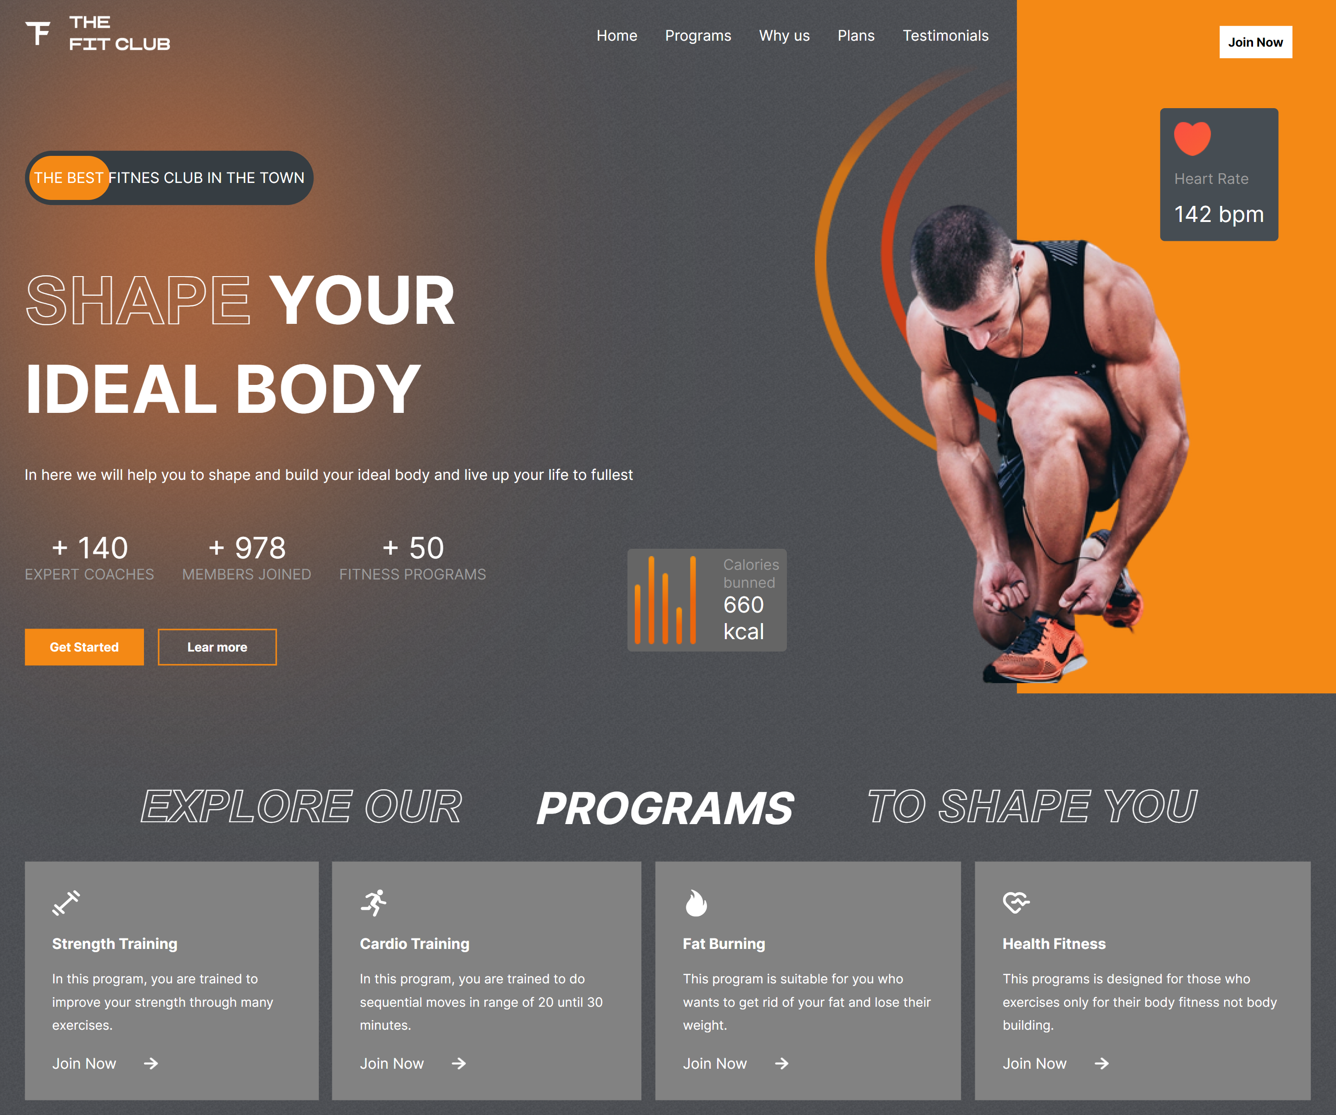 THE
FIT CLUB
Home Programs Why us Plans Testimonials
Join Now
THE BEST FITNES CLUB IN THE TOWN
Heart Rate
142 bpm
SHAPE YOUR
IDEAL BODY
In here we will help you to shape and build your ideal body and live up your life to fullest
+ 140
EXPERT COACHES
+ 978
MEMBERS JOINED
+ 50
FITNESS PROGRAMS
Calories
bunned
660
kcal
Get Started
Lear more
EXPLORE OUR PROGRAMS TO SHAPE YOU
Strength Training
In this program, you are trained to
improve your strength through many
exercises.
Join Now
Cardio Training
In this program, you are trained to do
sequential moves in range of 20 until 30
minutes.
Join Now
Fat Burning
This program is suitable for you who
wants to get rid of your fat and lose their
weight.
Join Now
Health Fitness
This programs is designed for those who
exercises only for their body fitness not body
building.
Join Now